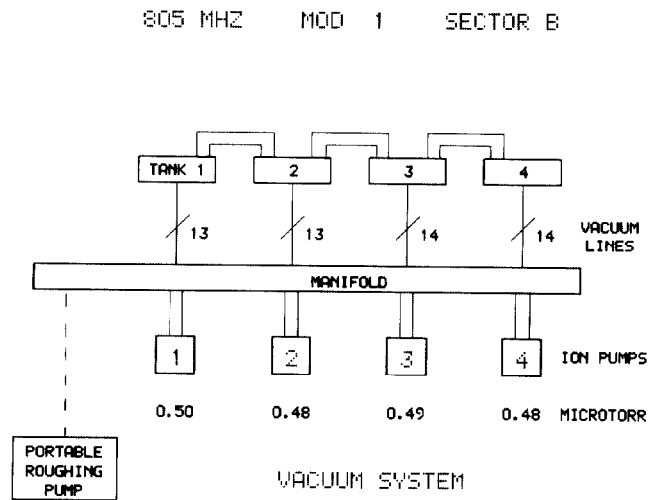 805 MHZ MOD 1 SECTOR B
TANK 1 2 3 4
13 13 14 14
VACUUM
LINES
MANIFOLD
1 2 3 4 ION PUMPS
0.50 0.48 0.49 0.48 MICROTORR
PORTABLE
ROUGHING
PUMP
VACUUM SYSTEM